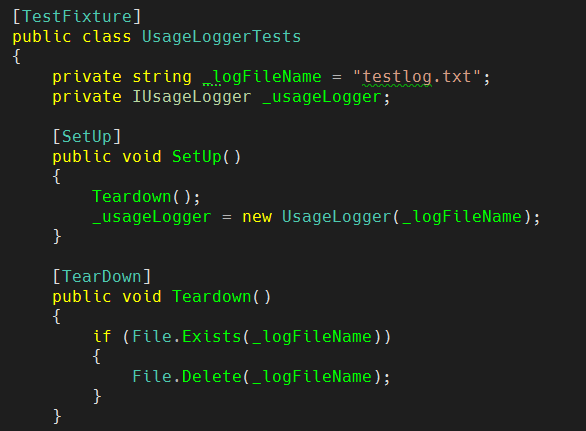 [TestFixture]
public class UsageLoggerTests
{
    private string _logFileName = "testlog.txt";
    private IUsageLogger _usageLogger;

    [SetUp]
    public void SetUp()
    {
        Teardown();
        _usageLogger = new UsageLogger(_logFileName);
    }

    [TearDown]
    public void Teardown()
    {
        if (File.Exists(_logFileName))
        {
            File.Delete(_logFileName);
        }
    }